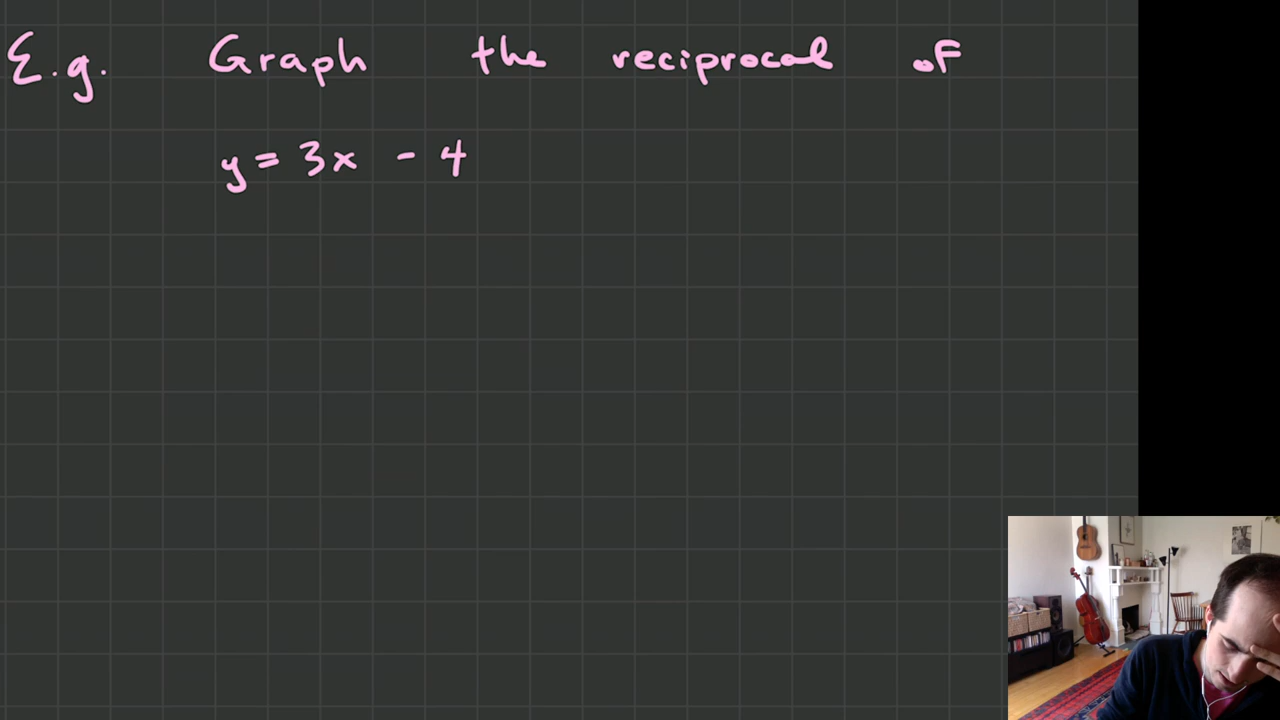 E.g. Graph the reciprocal of
y = 3x - 4